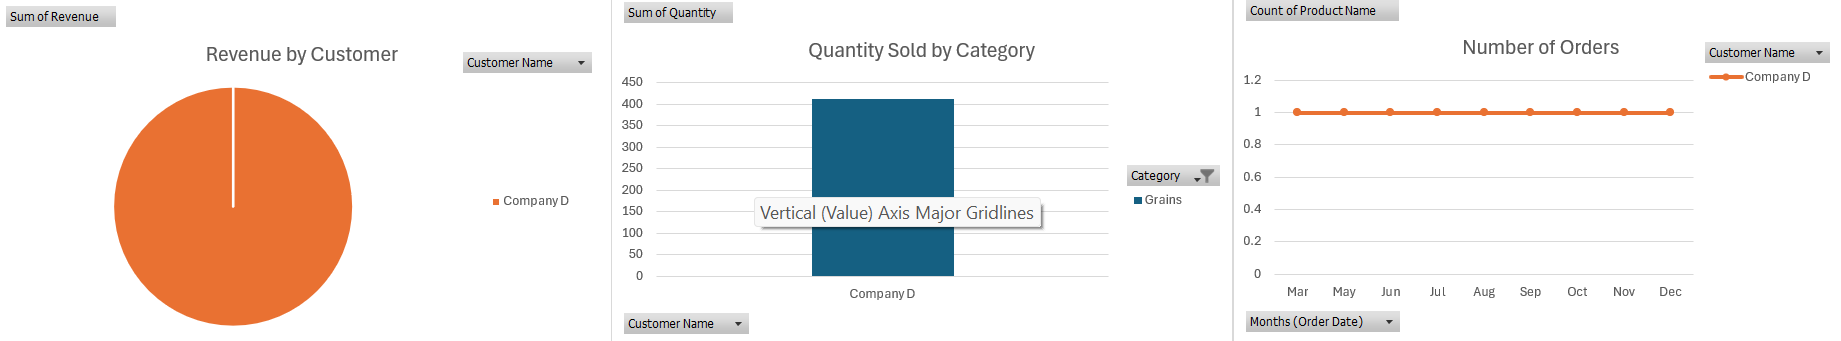 Sum of Revenue
Revenue by Customer
Customer Name
Company D
Sum of Quantity
Quantity Sold by Category
450
400
350
300
250
200
150
100
50
0
Vertical (Value) Axis Major Gridlines
Company D
Category
Grains
Customer Name
Count of Product Name
Number of Orders
Customer Name
Company D
1.2
1
0.8
0.6
0.4
0.2
0
Mar May Jun Jul Aug Sep Oct Nov Dec
Months (Order Date)